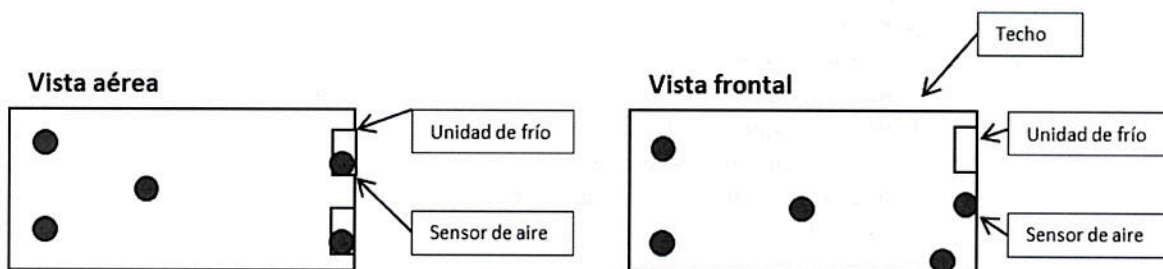 Techo
Vista aérea
Vista frontal
Unidad de frío
Unidad de frío
Sensor de aire
Sensor de aire